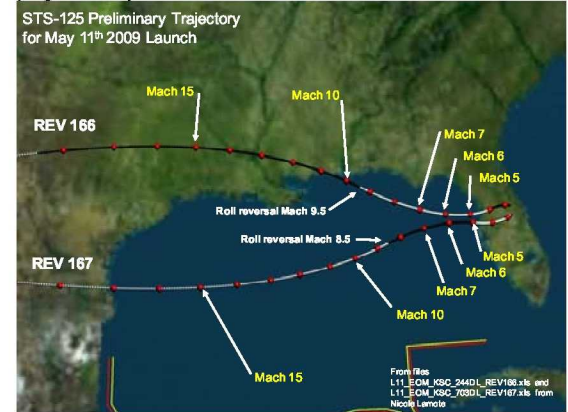 STS-125 Preliminary Trajectory
for May 11th 2009 Launch
Mach 15
Mach 10
REV 166
Mach 7
Mach 6
Mach 5
Roll reversal Mach 9.5
Roll reversal Mach 8.5
REV 167
Mach 5
Mach 6
Mach 7
Mach 10
Mach 15
From files
L11_EOM_KSC_244DL_REV166.xls and
L11_EOM_KSC_703DL_REV167.xls from
Nicole Lamotte